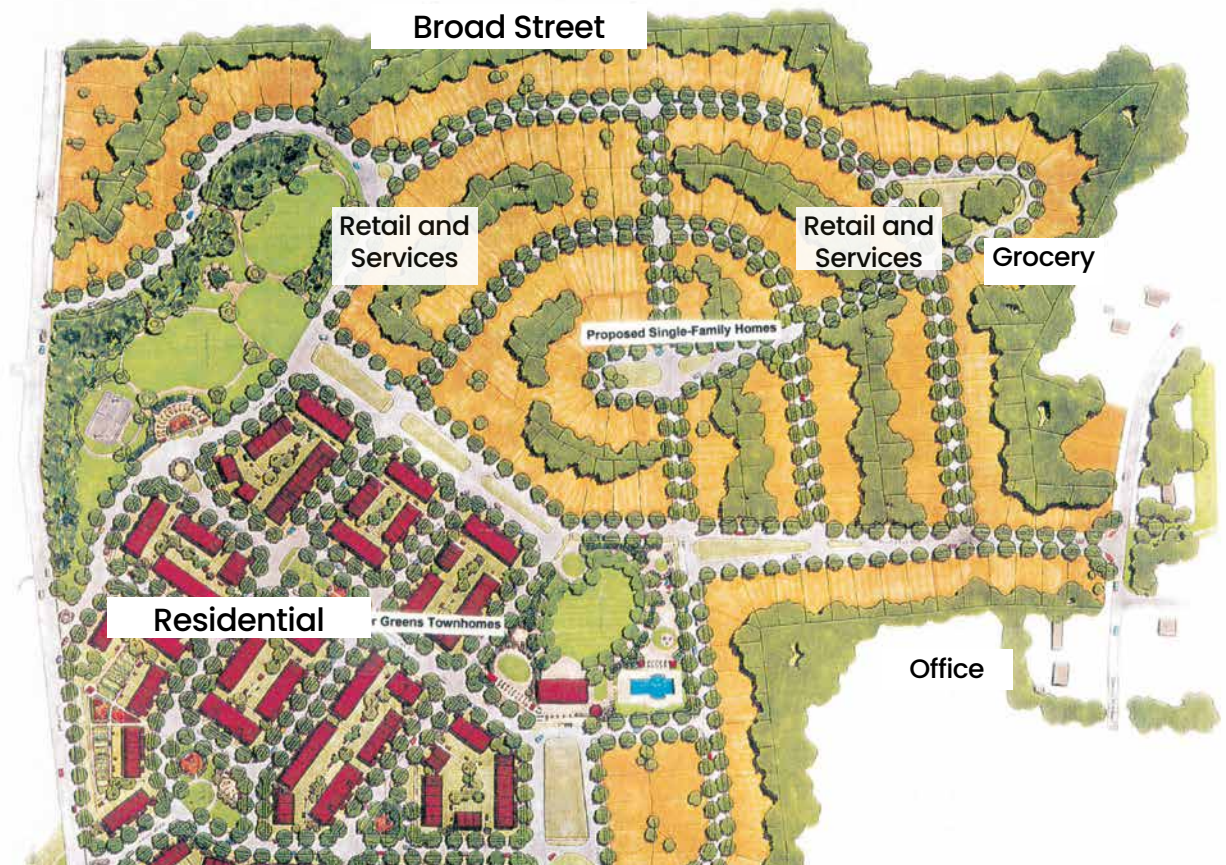 Broad Street
Retail and
Services
Retail and
Services
Grocery
Proposed Single-Family Homes
Residential
r Greens Townhomes
Office